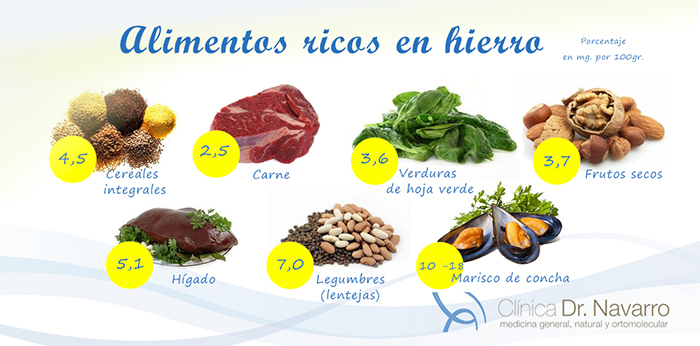 Alimentos ricos en hierro
Porcentaje
en mg. por 100gr.
4,5
Cereales
integrales
2,5
Carne
3,6
Verduras
de hoja verde
3,7
Frutos secos
5,1
Hígado
7,0
Legumbres
(lentejas)
10 -18
Marisco de concha
Clínica Dr. Navarro
medicina general, natural y ortomolecular